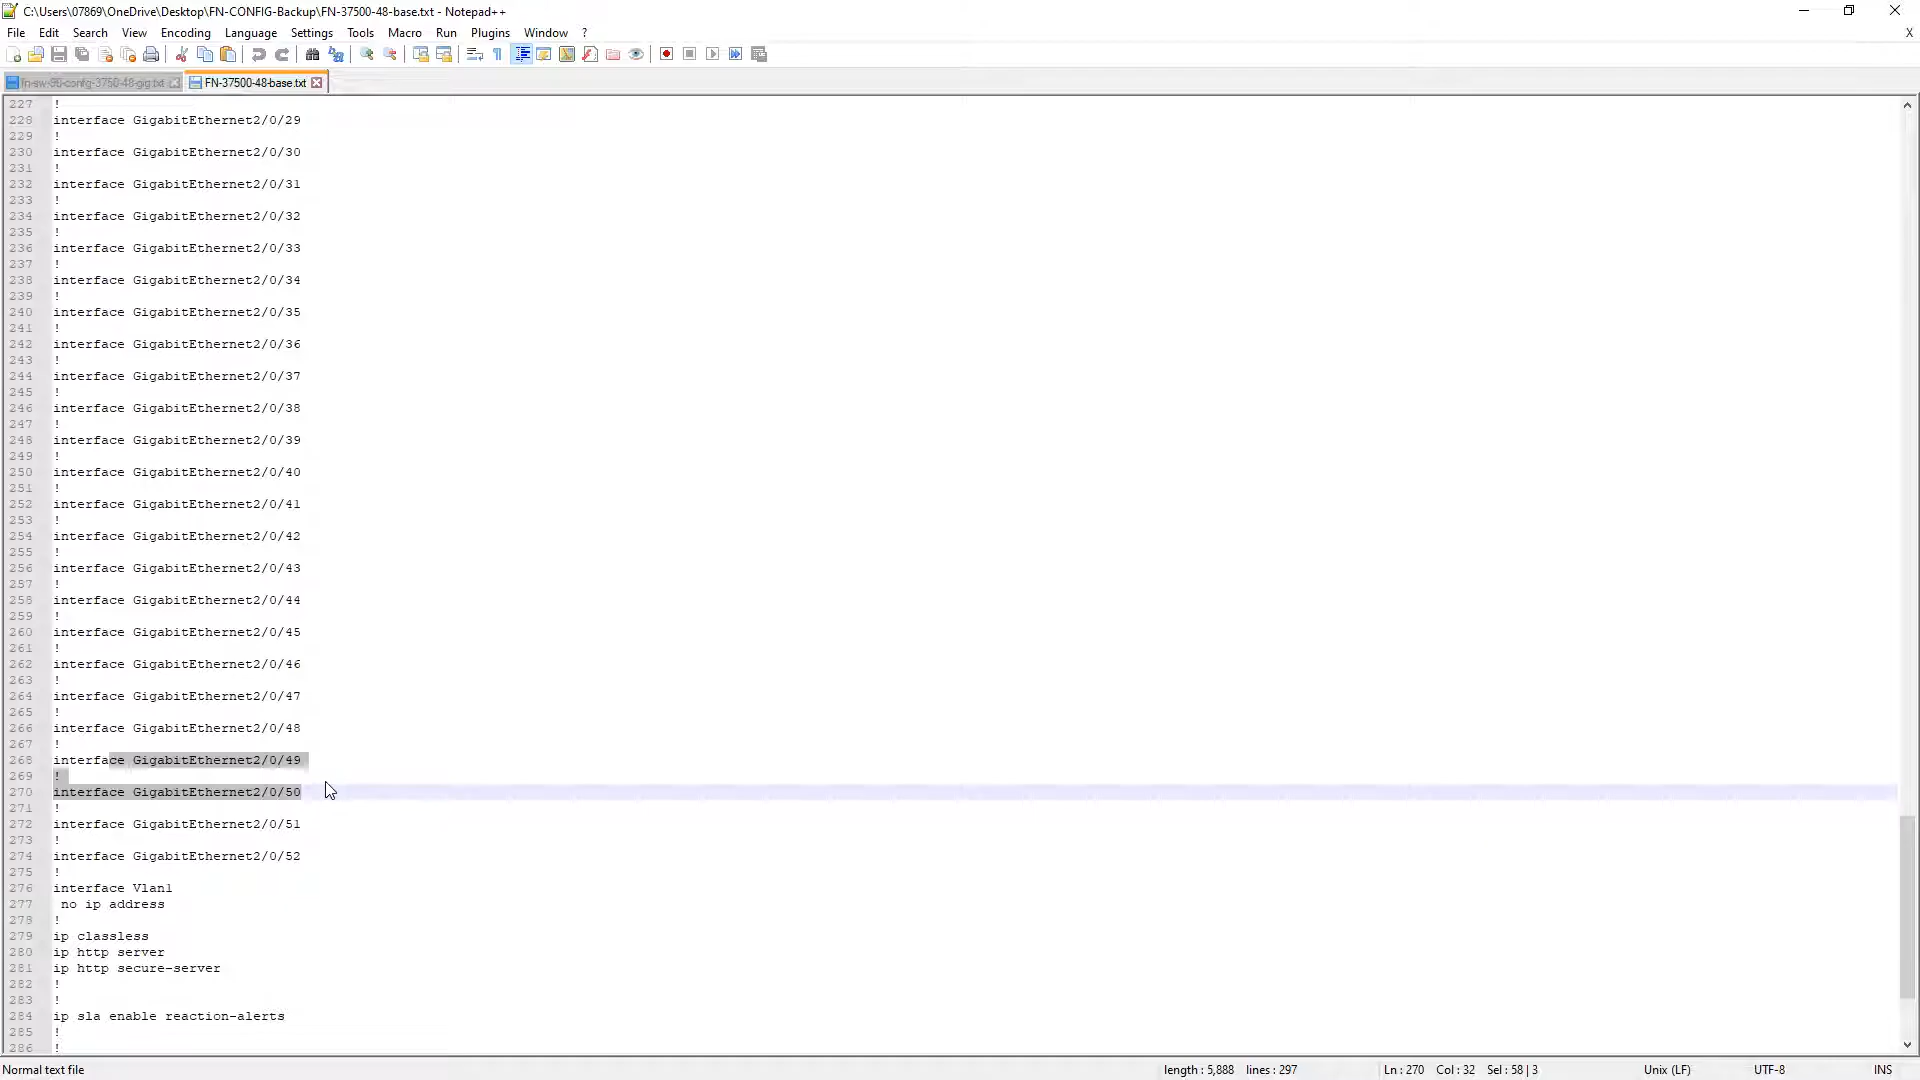 C:\Users\07869\OneDrive\Desktop\FN-CONFIG-Backup\FN-37500-48-base.txt - Notepad++
File Edit Search View Encoding Language Settings Tools Macro Run Plugins Window ? X
FN-37500-48-base.txt
227 !
228 interface GigabitEthernet2/0/29
229 !
230 interface GigabitEthernet2/0/30
231 !
232 interface GigabitEthernet2/0/31
233 !
234 interface GigabitEthernet2/0/32
235 !
236 interface GigabitEthernet2/0/33
237 !
238 interface GigabitEthernet2/0/34
239 !
240 interface GigabitEthernet2/0/35
241 !
242 interface GigabitEthernet2/0/36
243 !
244 interface GigabitEthernet2/0/37
245 !
246 interface GigabitEthernet2/0/38
247 !
248 interface GigabitEthernet2/0/39
249 !
250 interface GigabitEthernet2/0/40
251 !
252 interface GigabitEthernet2/0/41
253 !
254 interface GigabitEthernet2/0/42
255 !
256 interface GigabitEthernet2/0/43
257 !
258 interface GigabitEthernet2/0/44
259 !
260 interface GigabitEthernet2/0/45
261 !
262 interface GigabitEthernet2/0/46
263 !
264 interface GigabitEthernet2/0/47
265 !
266 interface GigabitEthernet2/0/48
267 !
268 interface GigabitEthernet2/0/49
269 !
270 interface GigabitEthernet2/0/50
271 !
272 interface GigabitEthernet2/0/51
273 !
274 interface GigabitEthernet2/0/52
275 !
276 interface Vlan1
277 no ip address
278 !
279 ip classless
280 ip http server
281 ip http secure-server
282 !
283 !
284 ip sla enable reaction-alerts
285 !
286 !
Normal text file length : 5,888 lines : 297 Ln : 270 Col : 32 Sel : 58 | 3 Unix (LF) UTF-8 INS